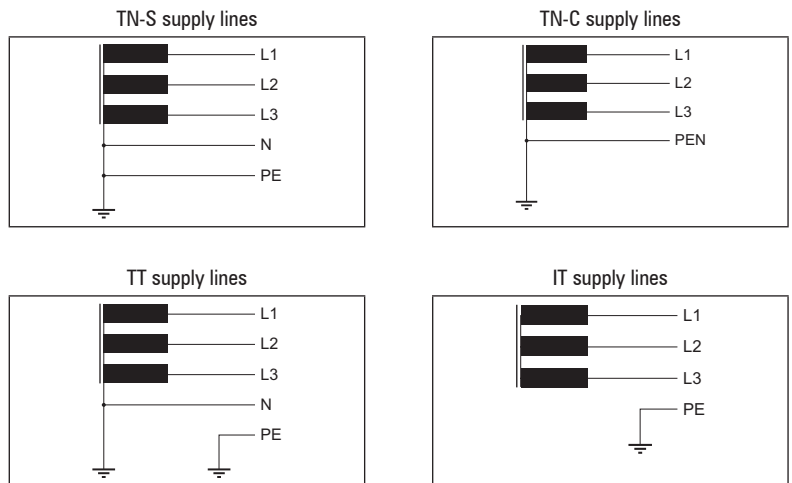 TN-S supply lines
L1
L2
L3
N
PE
TN-C supply lines
L1
L2
L3
PEN
TT supply lines
L1
L2
L3
N
PE
IT supply lines
L1
L2
L3
PE